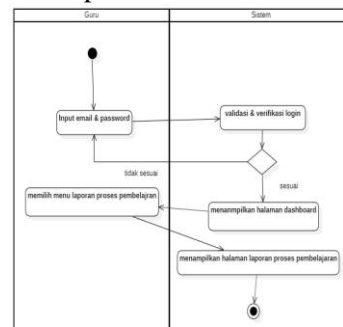 Guru
Sistem
Input email & password
validasi & verifikasi login
tidak sesuai
sesuai
memilih menu laporan proses pembelajran
menanmpilkan halaman dashboard
menampilkan halaman laporan proses pembelajaran